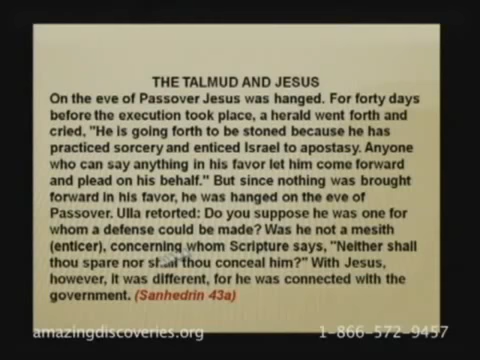 THE TALMUD AND JESUS
On the eve of Passover Jesus was hanged. For forty days
before the execution took place, a herald went forth and
cried, "He is going forth to be stoned because he has
practiced sorcery and enticed Israel to apostasy. Anyone
who can say anything in his favor let him come forward
and plead on his behalf." But since nothing was brought
forward in his favor, he was hanged on the eve of
Passover. Ulla retorted: Do you suppose he was one for
whom a defense could be made? Was he not a mesith
(enticer), concerning whom Scripture says, "Neither shall
thou spare nor shall thou conceal him?" With Jesus,
however, it was different, for he was connected with the
government. (Sanhedrin 43a)
amazingdiscoveries.org 1-866-572-9457